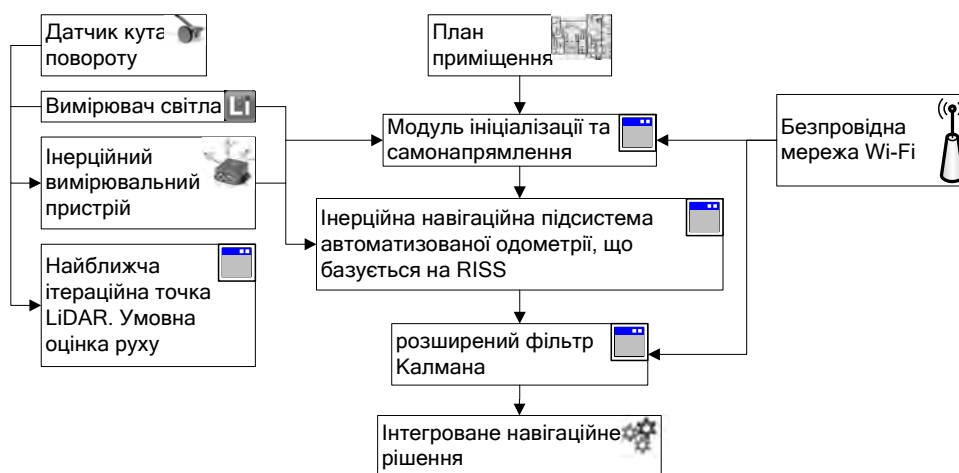 Датчик кута
повороту
Вимірювач світла
Li
Інерційний
вимірювальний
пристрій
Найближча
ітераційна точка
LiDAR. Умовна
оцінка руху
План
приміщення
Модуль ініціалізації та
самонапрямлення
Інерційна навігаційна підсистема
автоматизованої одометрії, що
базується на RISS
розширений фільтр
Калмана
Інтегроване навігаційне
рішення
Безпровідна
мережа Wi-Fi